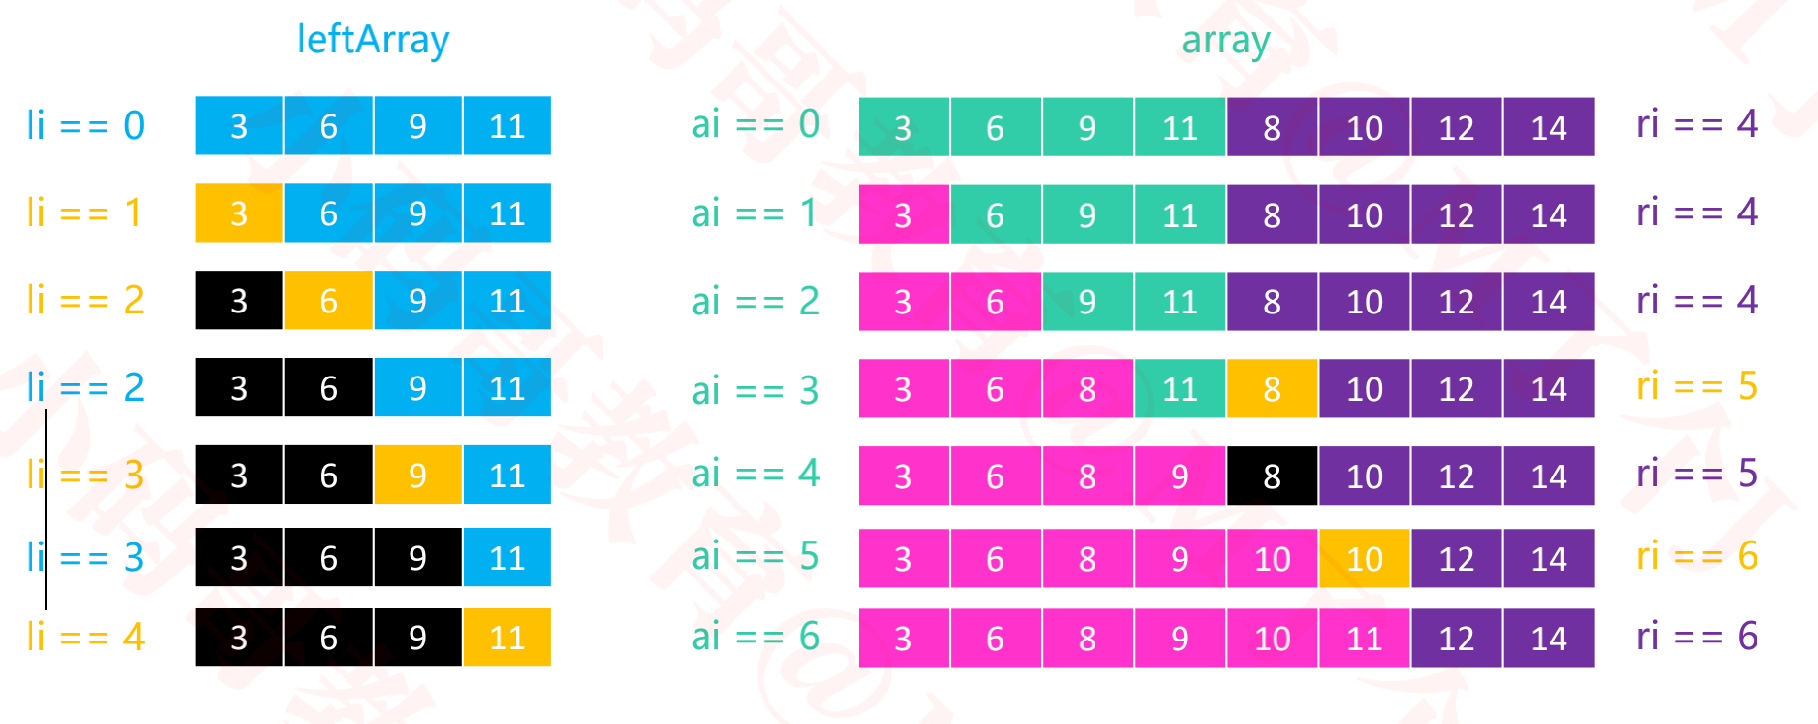 leftArray array
li == 0 3 6 9 11 ai == 0 3 6 9 11 8 10 12 14 ri == 4
li == 1 3 6 9 11 ai == 1 3 6 9 11 8 10 12 14 ri == 4
li == 2 3 6 9 11 ai == 2 3 6 9 11 8 10 12 14 ri == 4
li == 2 3 6 9 11 ai == 3 3 6 8 11 8 10 12 14 ri == 5
li == 3 3 6 9 11 ai == 4 3 6 8 9 8 10 12 14 ri == 5
li == 3 3 6 9 11 ai == 5 3 6 8 9 10 10 12 14 ri == 6
li == 4 3 6 9 11 ai == 6 3 6 8 9 10 11 12 14 ri == 6